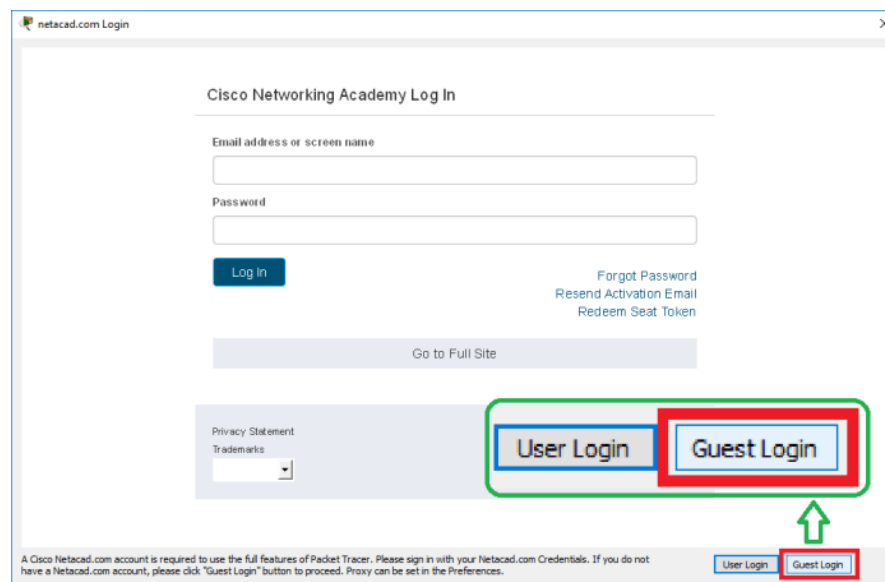 netacad.com Login
Cisco Networking Academy Log In
Email address or screen name
Password
Log In
Forgot Password
Resend Activation Email
Redeem Seat Token
Go to Full Site
Privacy Statement
Trademarks
User Login
Guest Login
A Cisco Netacad.com account is required to use the full features of Packet Tracer. Please sign in with your Netacad.com Credentials. If you do not
have a Netacad.com account, please click "Guest Login" button to proceed. Proxy can be set in the Preferences.
User Login
Guest Login